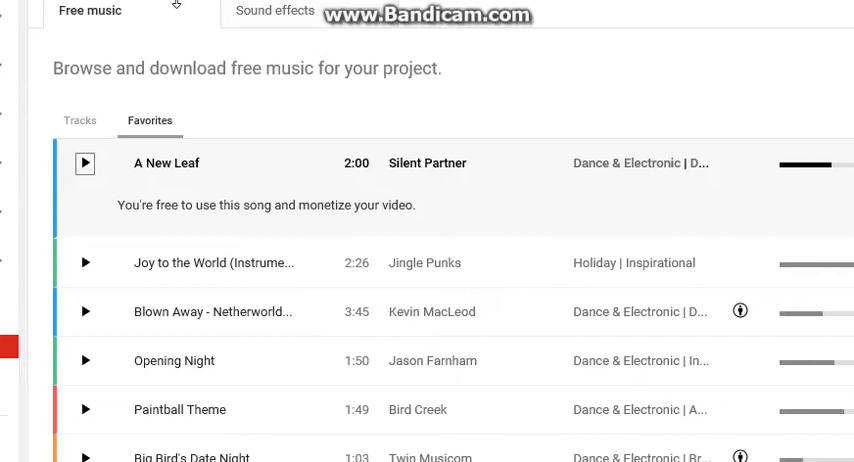 Free music Sound effects www.Bandicam.com
Browse and download free music for your project.
Tracks Favorites
A New Leaf 2:00 Silent Partner Dance & Electronic | D...
You're free to use this song and monetize your video.
Joy to the World (Instrume... 2:26 Jingle Punks Holiday | Inspirational
Blown Away - Netherworld... 3:45 Kevin MacLeod Dance & Electronic | D...
Opening Night 1:50 Jason Farnham Dance & Electronic | In...
Paintball Theme 1:49 Bird Creek Dance & Electronic | A...
Big Bird's Date Night 1:03 Twin Musicom Dance & Electronic | Br...